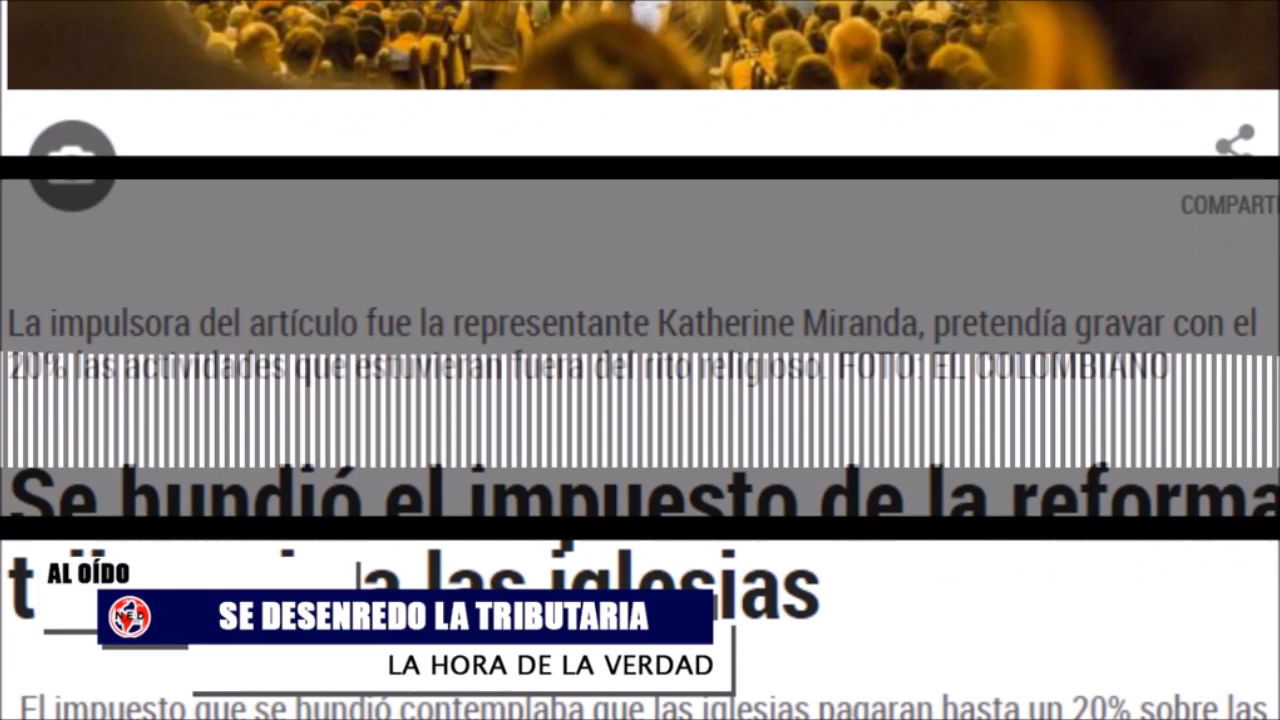 COMPARTI
La impulsora del artículo fue la representante Katherine Miranda, pretendía gravar con el
20% las actividades que estuvieran fuera del rito religioso. FOTO: EL COLOMBIANO
Se hundió el impuesto de la reforma
a las iglesias
AL OÍDO
SE DESENREDO LA TRIBUTARIA
LA HORA DE LA VERDAD
El impuesto que se hundió contemplaba que las iglesias pagaran hasta un 20% sobre las